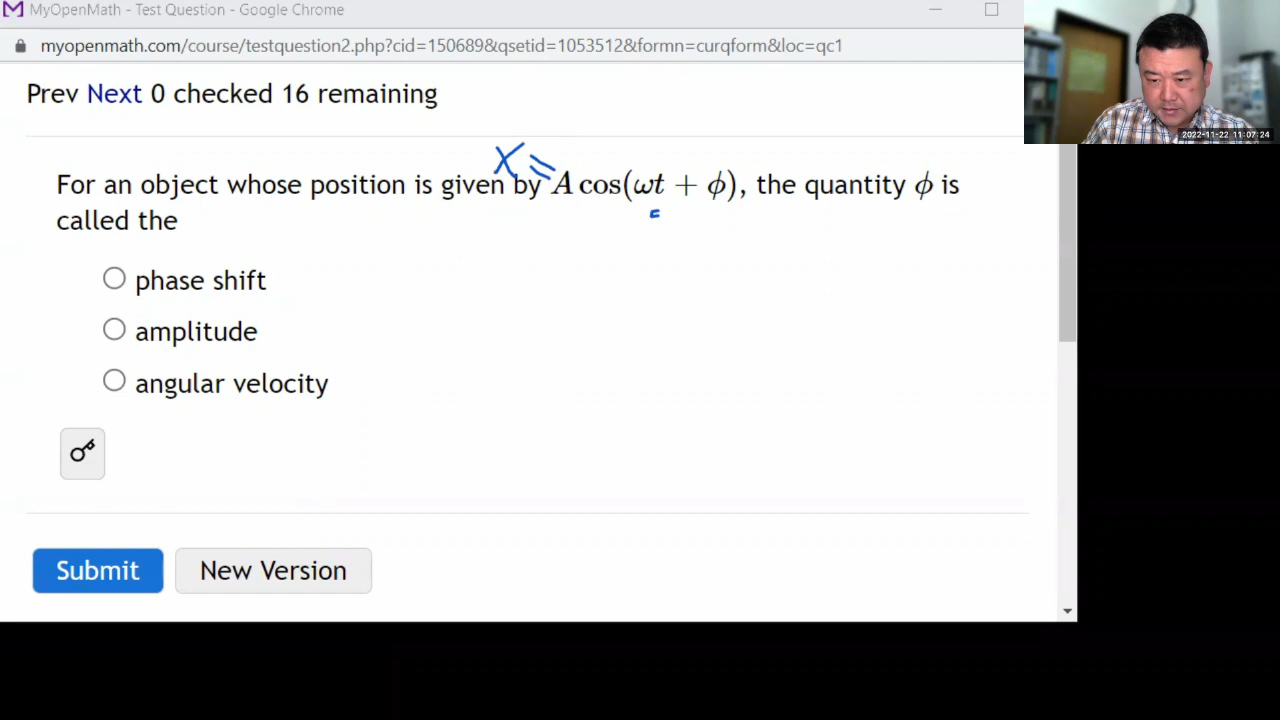 MyOpenMath - Test Question - Google Chrome
myopenmath.com/course/testquestion2.php?cid=150689&qsetid=1053512&formn=curqform&loc=qc1
2022-11-22 11:07:24
Prev Next 0 checked 16 remaining
x =
For an object whose position is given by A cos(ωt + ϕ), the quantity ϕ is
called the
phase shift
amplitude
angular velocity
Submit New Version